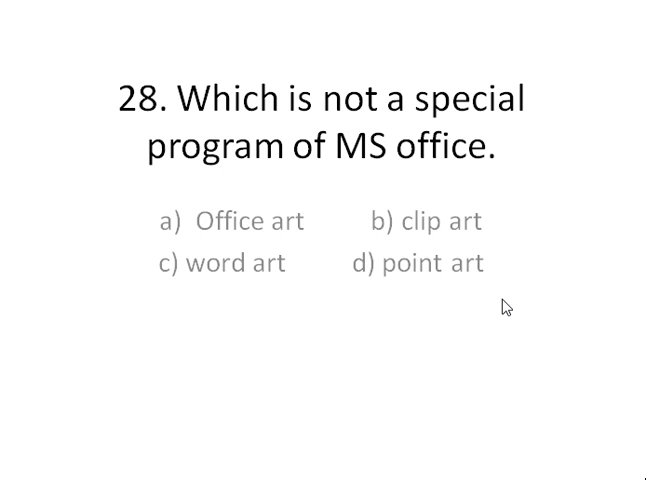 28. Which is not a special
program of MS office.
a) Office art b) clip art
c) word art d) point art